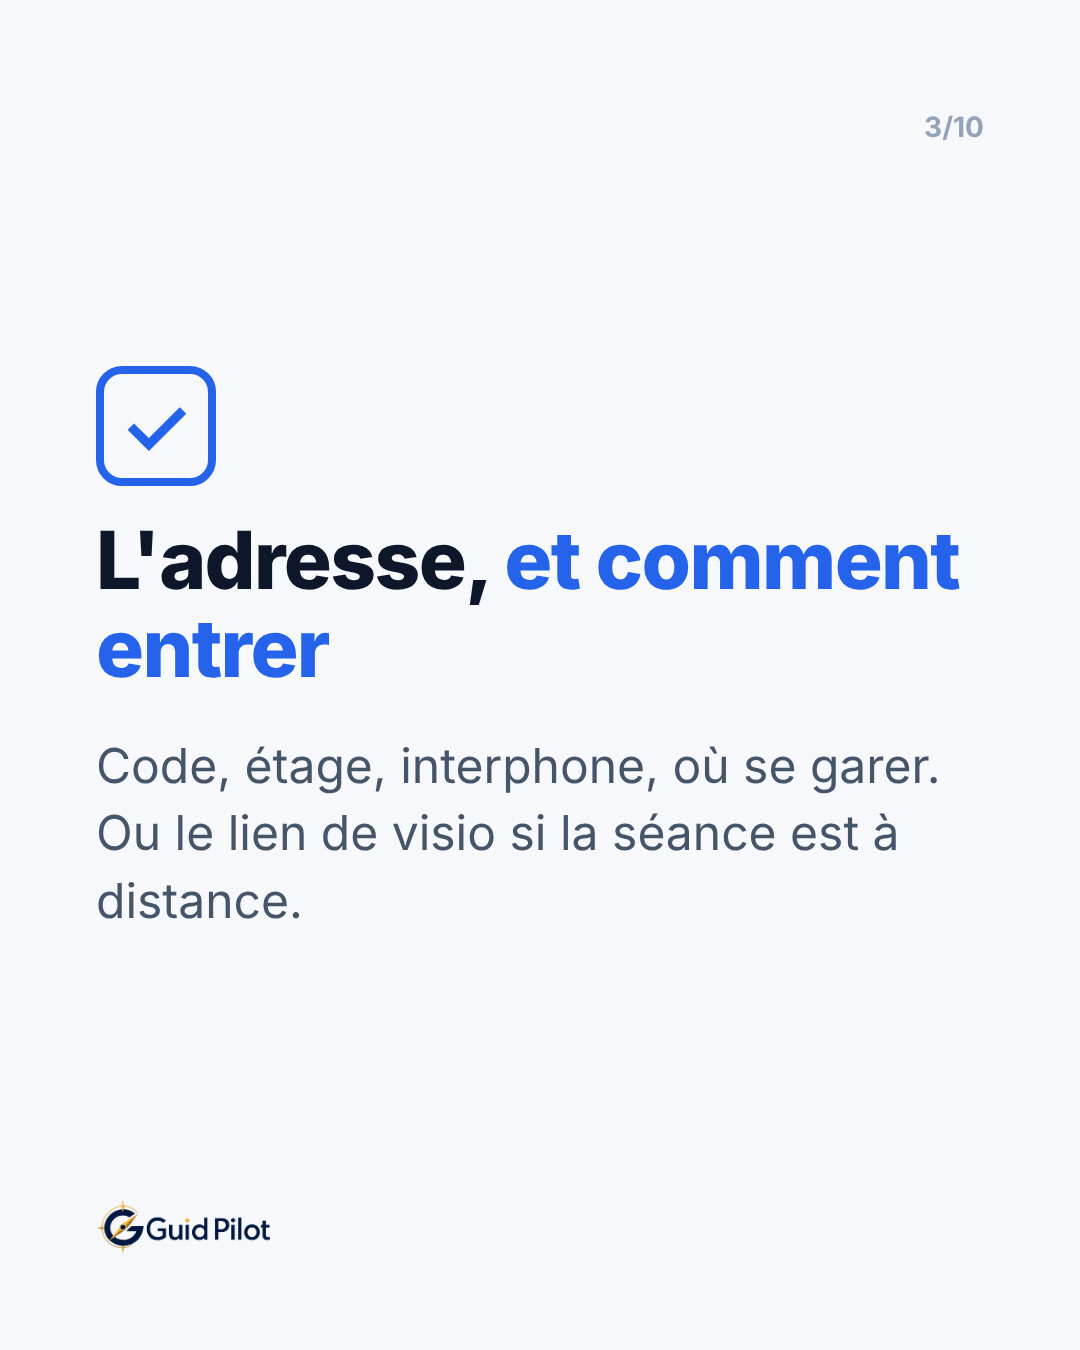 3/10
L'adresse, et comment
entrer
Code, étage, interphone, où se garer.
Ou le lien de visio si la séance est à
distance.
Guid Pilot